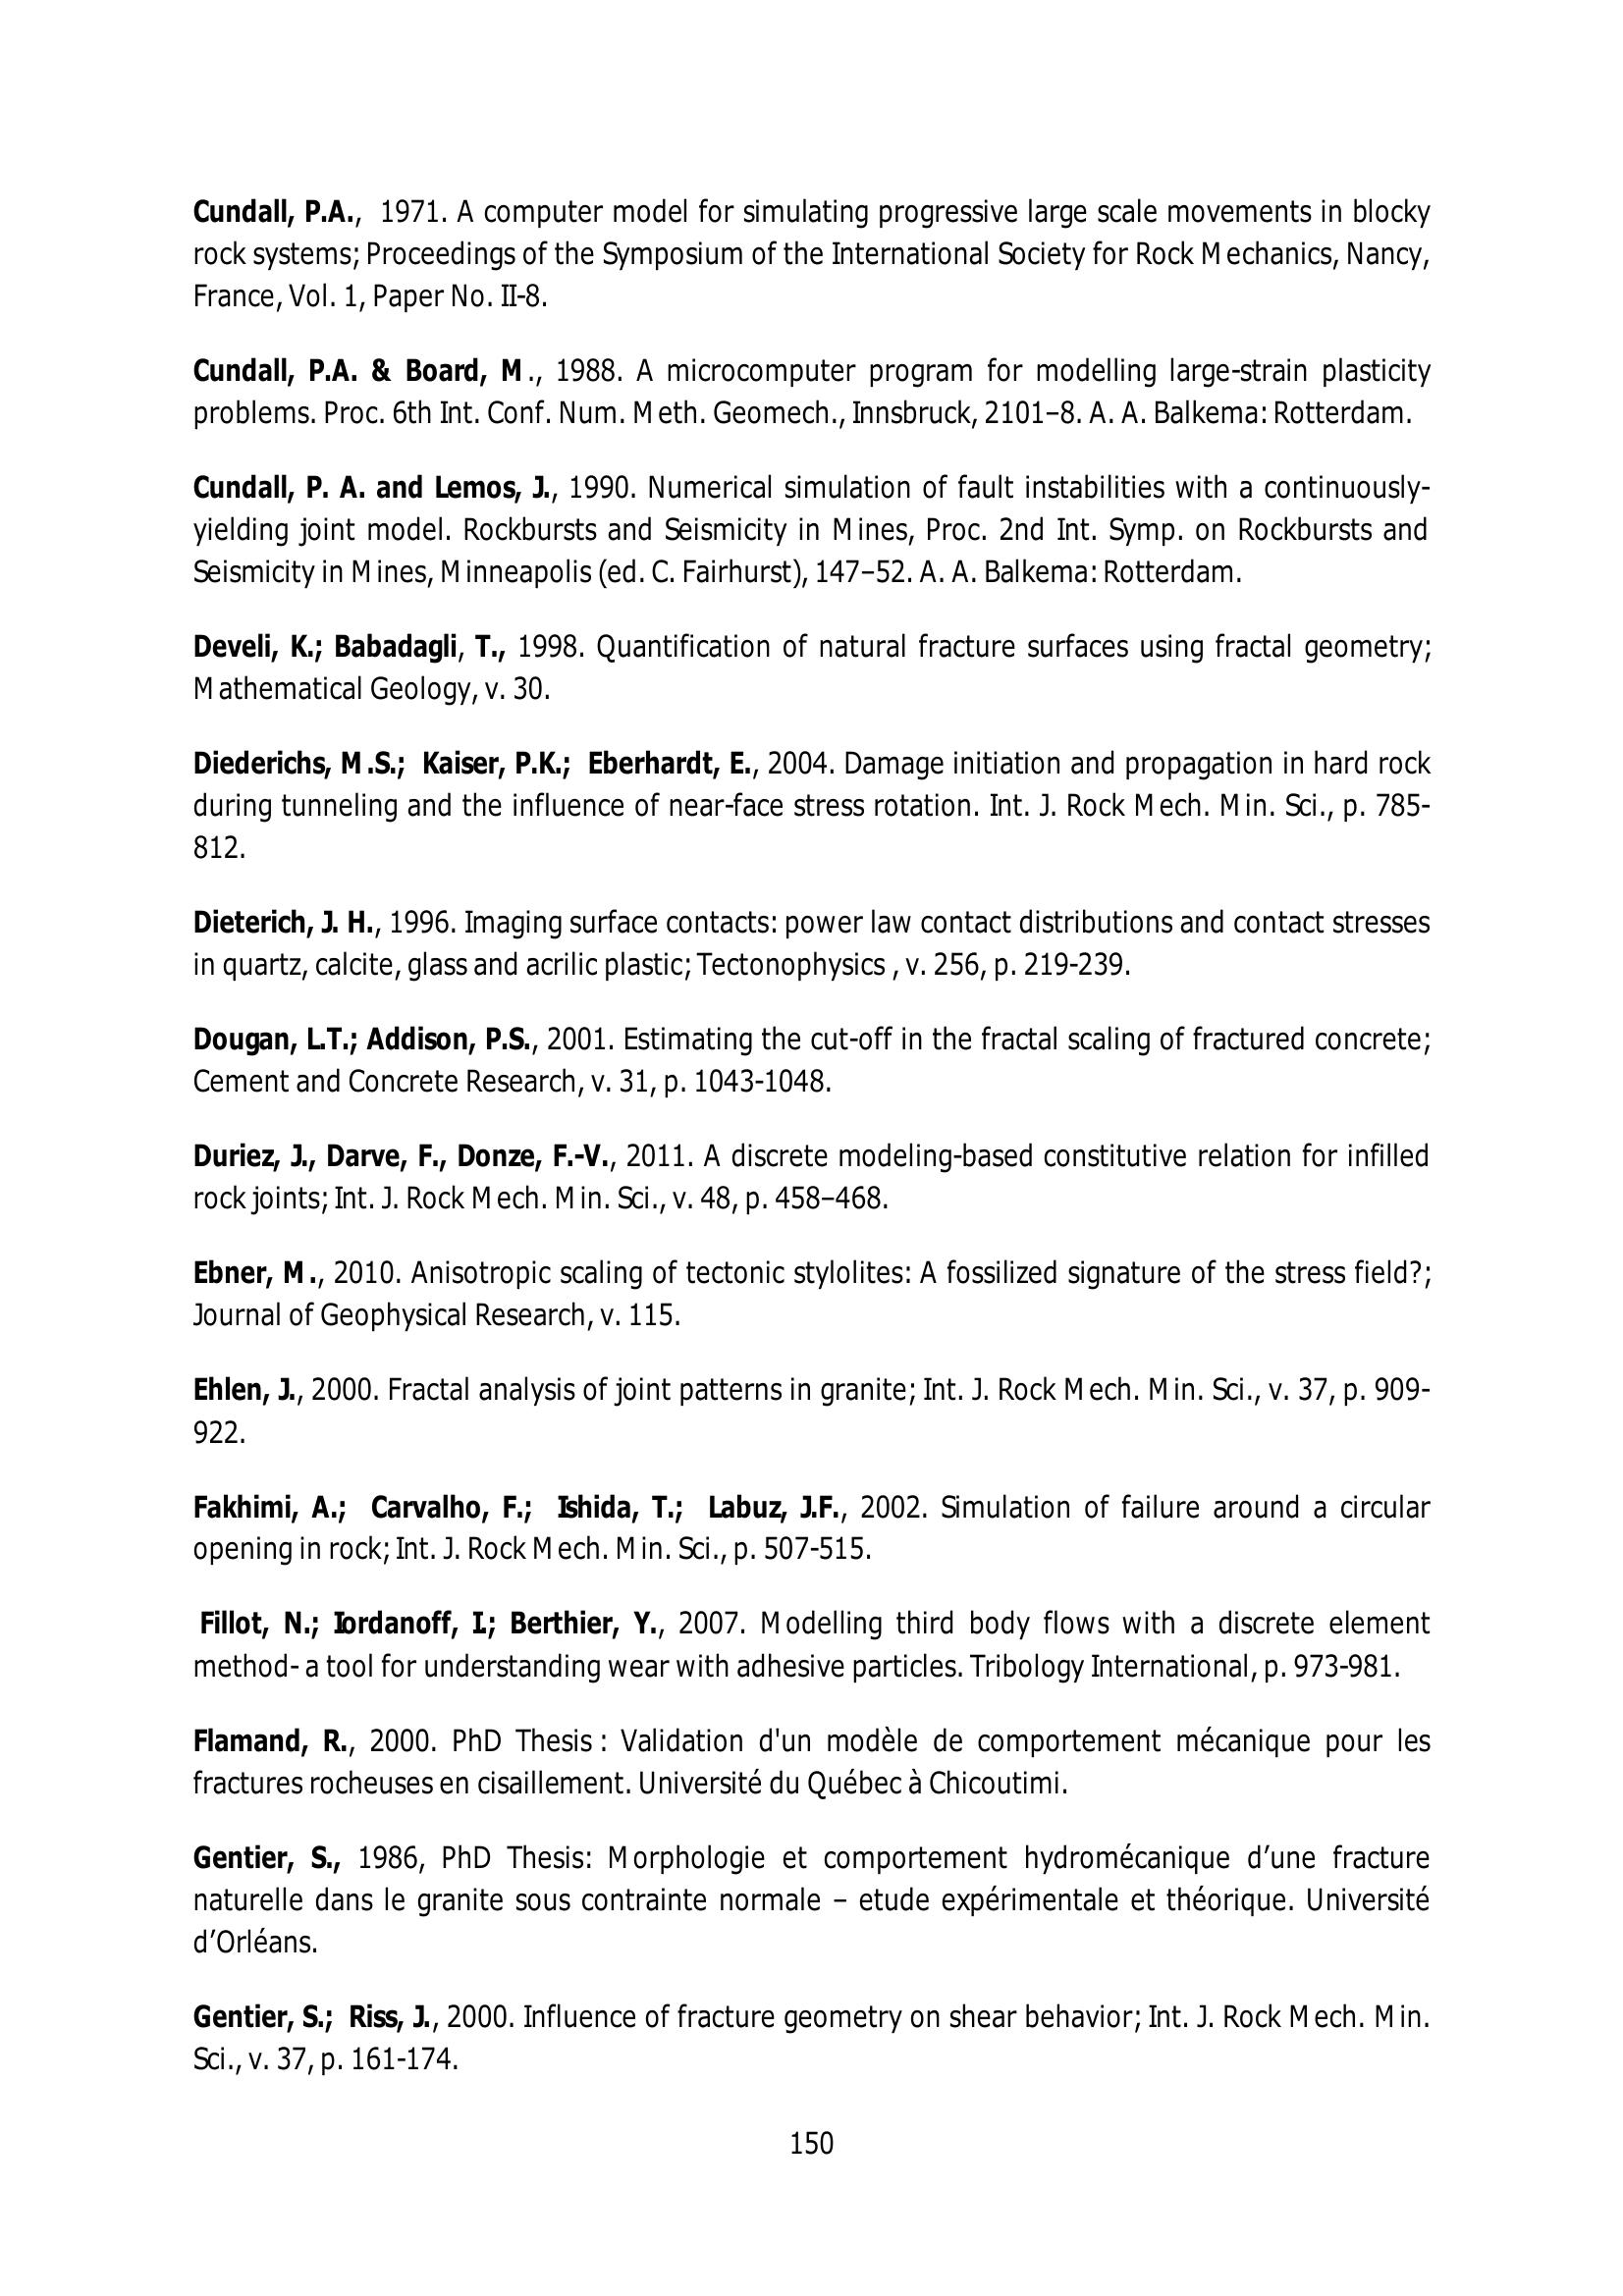 Cundall, P.A., 1971. A computer model for simulating progressive large scale movements in blocky
rock systems; Proceedings of the Symposium of the International Society for Rock Mechanics, Nancy,
France, Vol. 1, Paper No. II-8.
Cundall, P.A. & Board, M., 1988. A microcomputer program for modelling large-strain plasticity
problems. Proc. 6th Int. Conf. Num. Meth. Geomech., Innsbruck, 2101–8. A. A. Balkema: Rotterdam.
Cundall, P. A. and Lemos, J., 1990. Numerical simulation of fault instabilities with a continuously-
yielding joint model. Rockbursts and Seismicity in Mines, Proc. 2nd Int. Symp. on Rockbursts and
Seismicity in Mines, Minneapolis (ed. C. Fairhurst), 147–52. A. A. Balkema: Rotterdam.
Develi, K.; Babadagli, T., 1998. Quantification of natural fracture surfaces using fractal geometry;
Mathematical Geology, v. 30.
Diederichs, M.S.; Kaiser, P.K.; Eberhardt, E., 2004. Damage initiation and propagation in hard rock
during tunneling and the influence of near-face stress rotation. Int. J. Rock Mech. Min. Sci., p. 785-
812.
Dieterich, J. H., 1996. Imaging surface contacts: power law contact distributions and contact stresses
in quartz, calcite, glass and acrilic plastic; Tectonophysics , v. 256, p. 219-239.
Dougan, L.T.; Addison, P.S., 2001. Estimating the cut-off in the fractal scaling of fractured concrete;
Cement and Concrete Research, v. 31, p. 1043-1048.
Duriez, J., Darve, F., Donze, F.-V., 2011. A discrete modeling-based constitutive relation for infilled
rock joints; Int. J. Rock Mech. Min. Sci., v. 48, p. 458–468.
Ebner, M., 2010. Anisotropic scaling of tectonic stylolites: A fossilized signature of the stress field?;
Journal of Geophysical Research, v. 115.
Ehlen, J., 2000. Fractal analysis of joint patterns in granite; Int. J. Rock Mech. Min. Sci., v. 37, p. 909-
922.
Fakhimi, A.; Carvalho, F.; Ishida, T.; Labuz, J.F., 2002. Simulation of failure around a circular
opening in rock; Int. J. Rock Mech. Min. Sci., p. 507-515.
Fillot, N.; Iordanoff, I.; Berthier, Y., 2007. Modelling third body flows with a discrete element
method- a tool for understanding wear with adhesive particles. Tribology International, p. 973-981.
Flamand, R., 2000. PhD Thesis : Validation d'un modèle de comportement mécanique pour les
fractures rocheuses en cisaillement. Université du Québec à Chicoutimi.
Gentier, S., 1986, PhD Thesis: Morphologie et comportement hydromécanique d’une fracture
naturelle dans le granite sous contrainte normale – etude expérimentale et théorique. Université
d’Orléans.
Gentier, S.; Riss, J., 2000. Influence of fracture geometry on shear behavior; Int. J. Rock Mech. Min.
Sci., v. 37, p. 161-174.
150